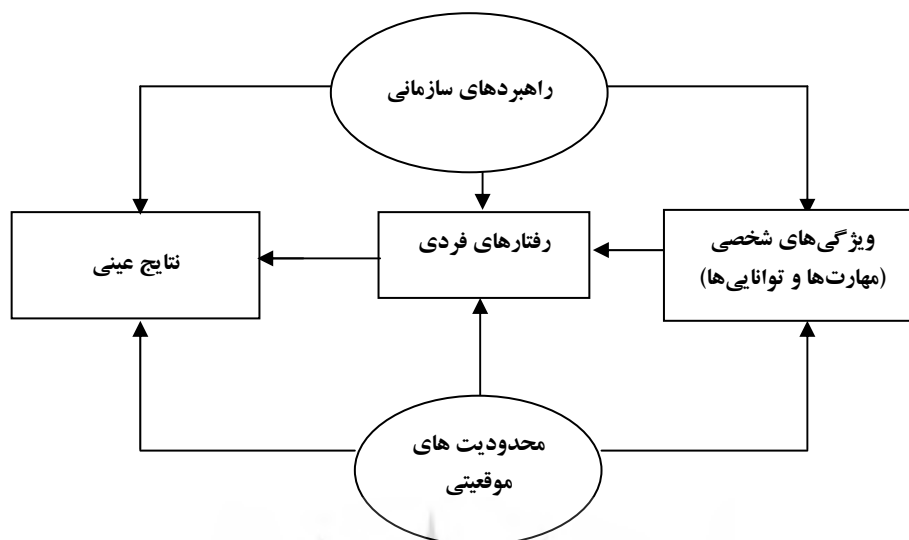 راهبردهای سازمانی
ویژگی‌های شخصی
(مهارت‌ها و توانایی‌ها)
رفتارهای فردی
نتایج عینی
محدودیت های
موقعیتی